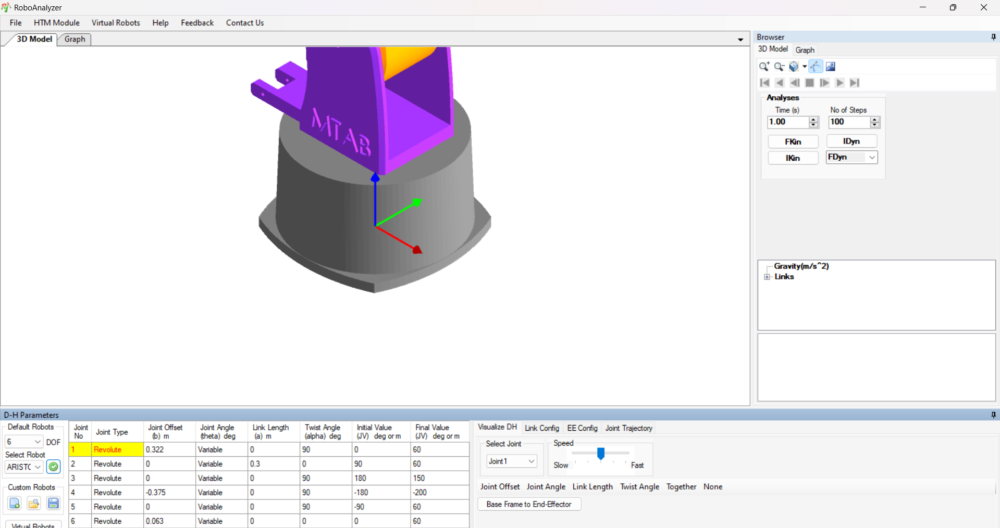 RoboAnalyzer
File HTM Module Virtual Robots Help Feedback Contact Us
3D Model Graph
MTAB
Browser
3D Model Graph
Analyses
Time (s) No of Steps
1.00 100
FKin IDyn
IKin FDyn
Gravity(m/s^2)
Links
D-H Parameters
Default Robots
6 DOF
Select Robot
ARISTC
Custom Robots
Virtual Robots
Joint No Joint Type Joint Offset (b) m Joint Angle (theta) deg Link Length (a) m Twist Angle (alpha) deg Initial Value (JV) deg or m Final Value (JV) deg or m
1 Revolute 0.322 Variable 0 90 0 60
2 Revolute 0 Variable 0.3 0 90 60
3 Revolute 0 Variable 0 90 180 150
4 Revolute -0.375 Variable 0 90 -180 -200
5 Revolute 0 Variable 0 90 -90 60
6 Revolute 0.063 Variable 0 0 0 60
Visualize DH Link Config EE Config Joint Trajectory
Select Joint
Joint1
Speed
Slow Fast
Joint Offset Joint Angle Link Length Twist Angle Together None
Base Frame to End-Effector